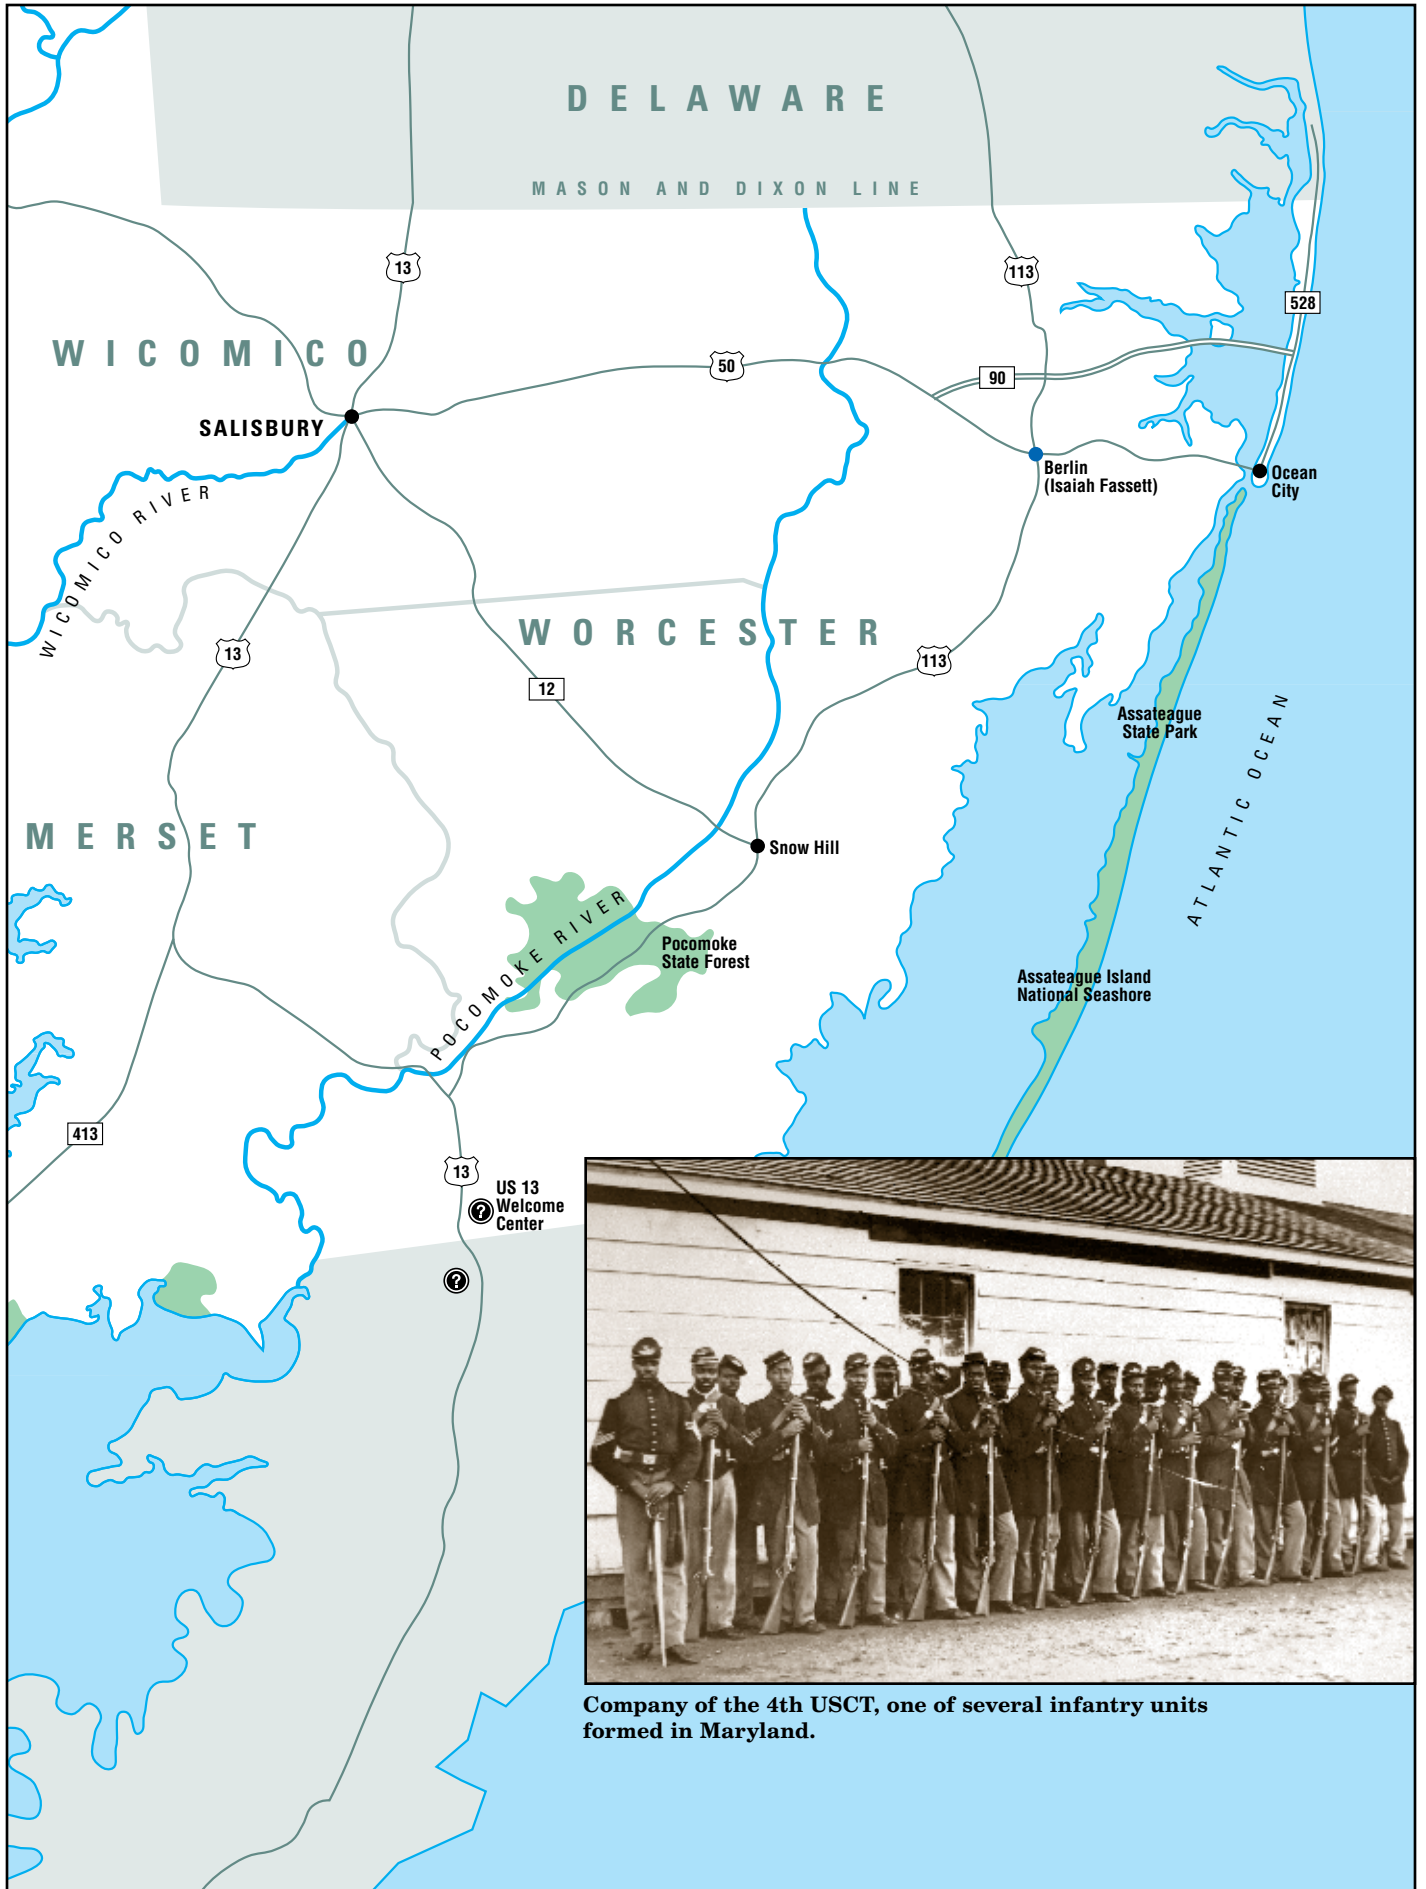 DELAWARE
MASON AND DIXON LINE
13
113
528
WICOMICO
50
90
SALISBURY
Berlin
(Isaiah Fassett)
Ocean
City
WICOMICO RIVER
WORCESTER
13
113
12
Assateague
State Park
ATLANTIC OCEAN
MERSET
Snow Hill
POCOMOKE RIVER
Pocomoke
State Forest
Assateague Island
National Seashore
413
13
US 13
Welcome
Center
?
?
Company of the 4th USCT, one of several infantry units
formed in Maryland.